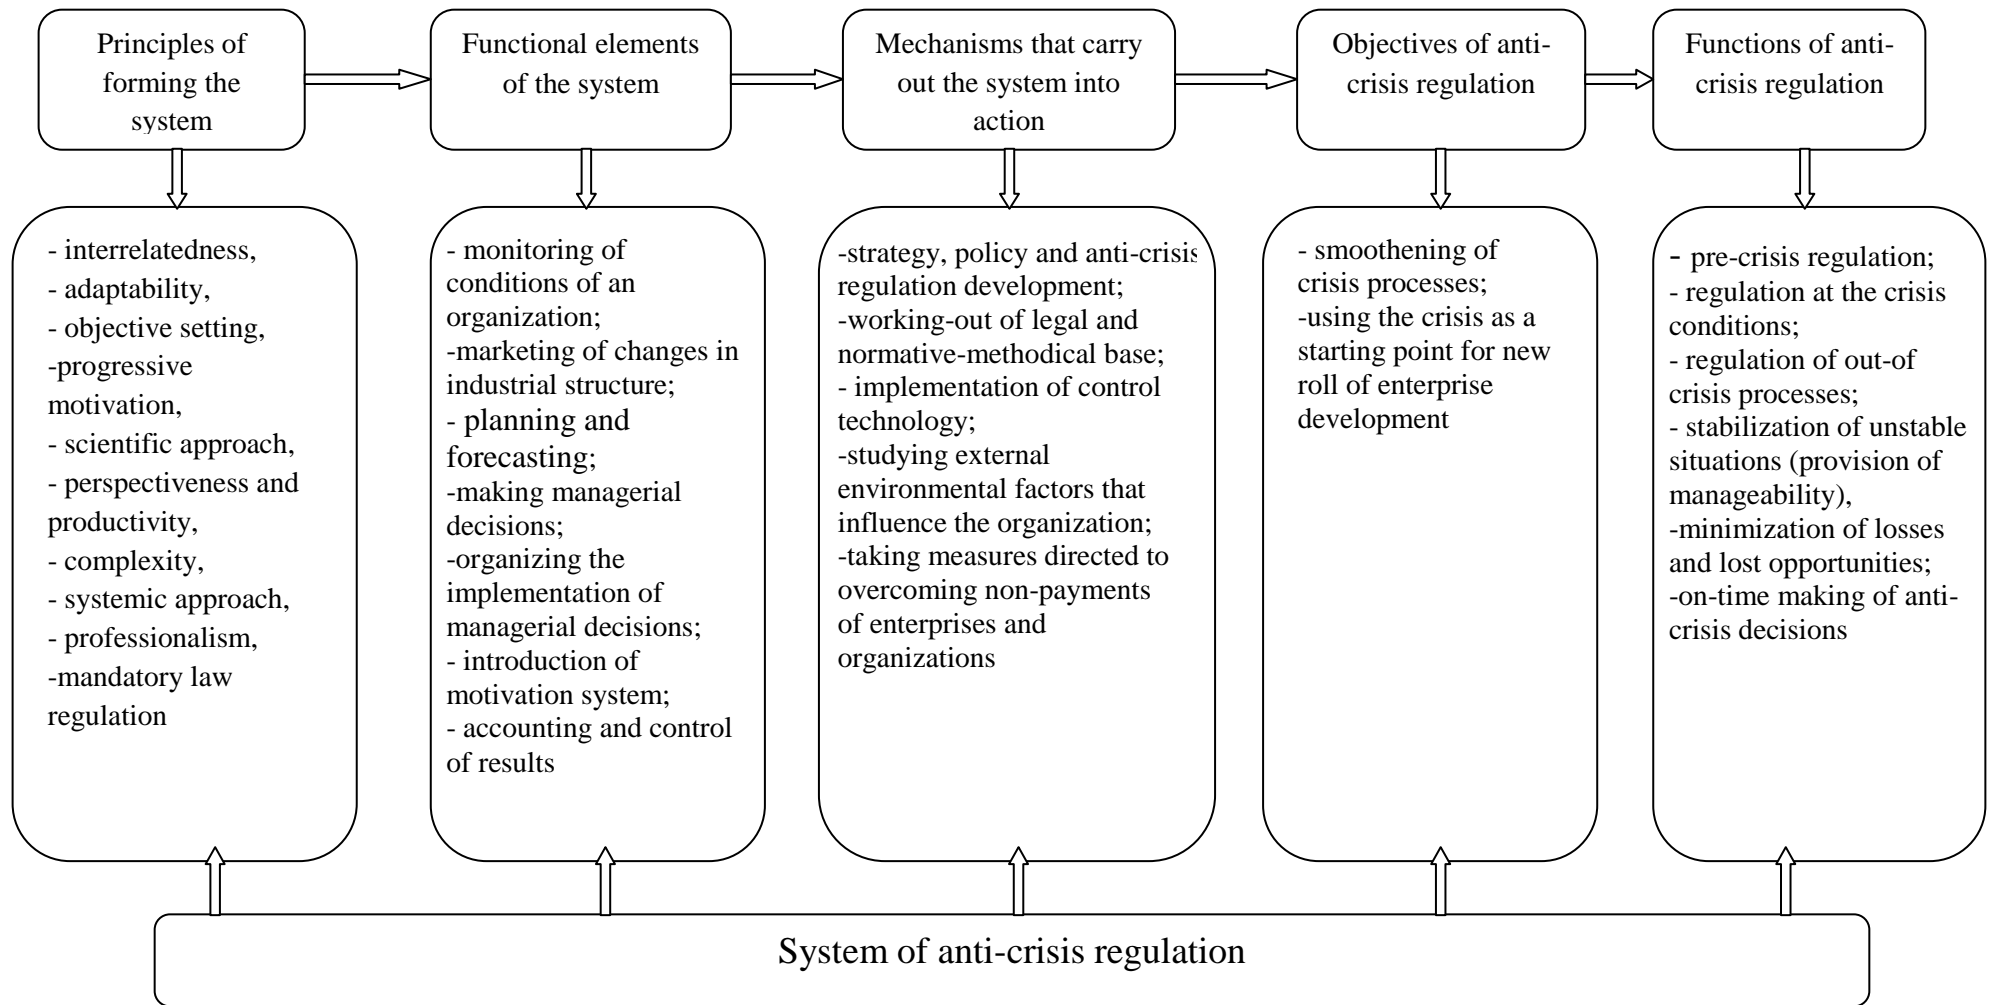 Principles of
forming the
system
Functional elements
of the system
Mechanisms that carry
out the system into
action
Objectives of anti-
crisis regulation
Functions of anti-
crisis regulation
- interrelatedness,
- adaptability,
- objective setting,
-progressive
motivation,
- scientific approach,
- perspectiveness and
productivity,
- complexity,
- systemic approach,
- professionalism,
-mandatory law
regulation
- monitoring of
conditions of an
organization;
-marketing of changes in
industrial structure;
- planning and
forecasting;
-making managerial
decisions;
-organizing the
implementation of
managerial decisions;
- introduction of
motivation system;
- accounting and control
of results
-strategy, policy and anti-crisis
regulation development;
-working-out of legal and
normative-methodical base;
- implementation of control
technology;
-studying external
environmental factors that
influence the organization;
-taking measures directed to
overcoming non-payments
of enterprises and
organizations
- smoothening of
crisis processes;
-using the crisis as a
starting point for new
roll of enterprise
development
- pre-crisis regulation;
- regulation at the crisis
conditions;
- regulation of out-of
crisis processes;
- stabilization of unstable
situations (provision of
manageability),
-minimization of losses
and lost opportunities;
-on-time making of anti-
crisis decisions
System of anti-crisis regulation